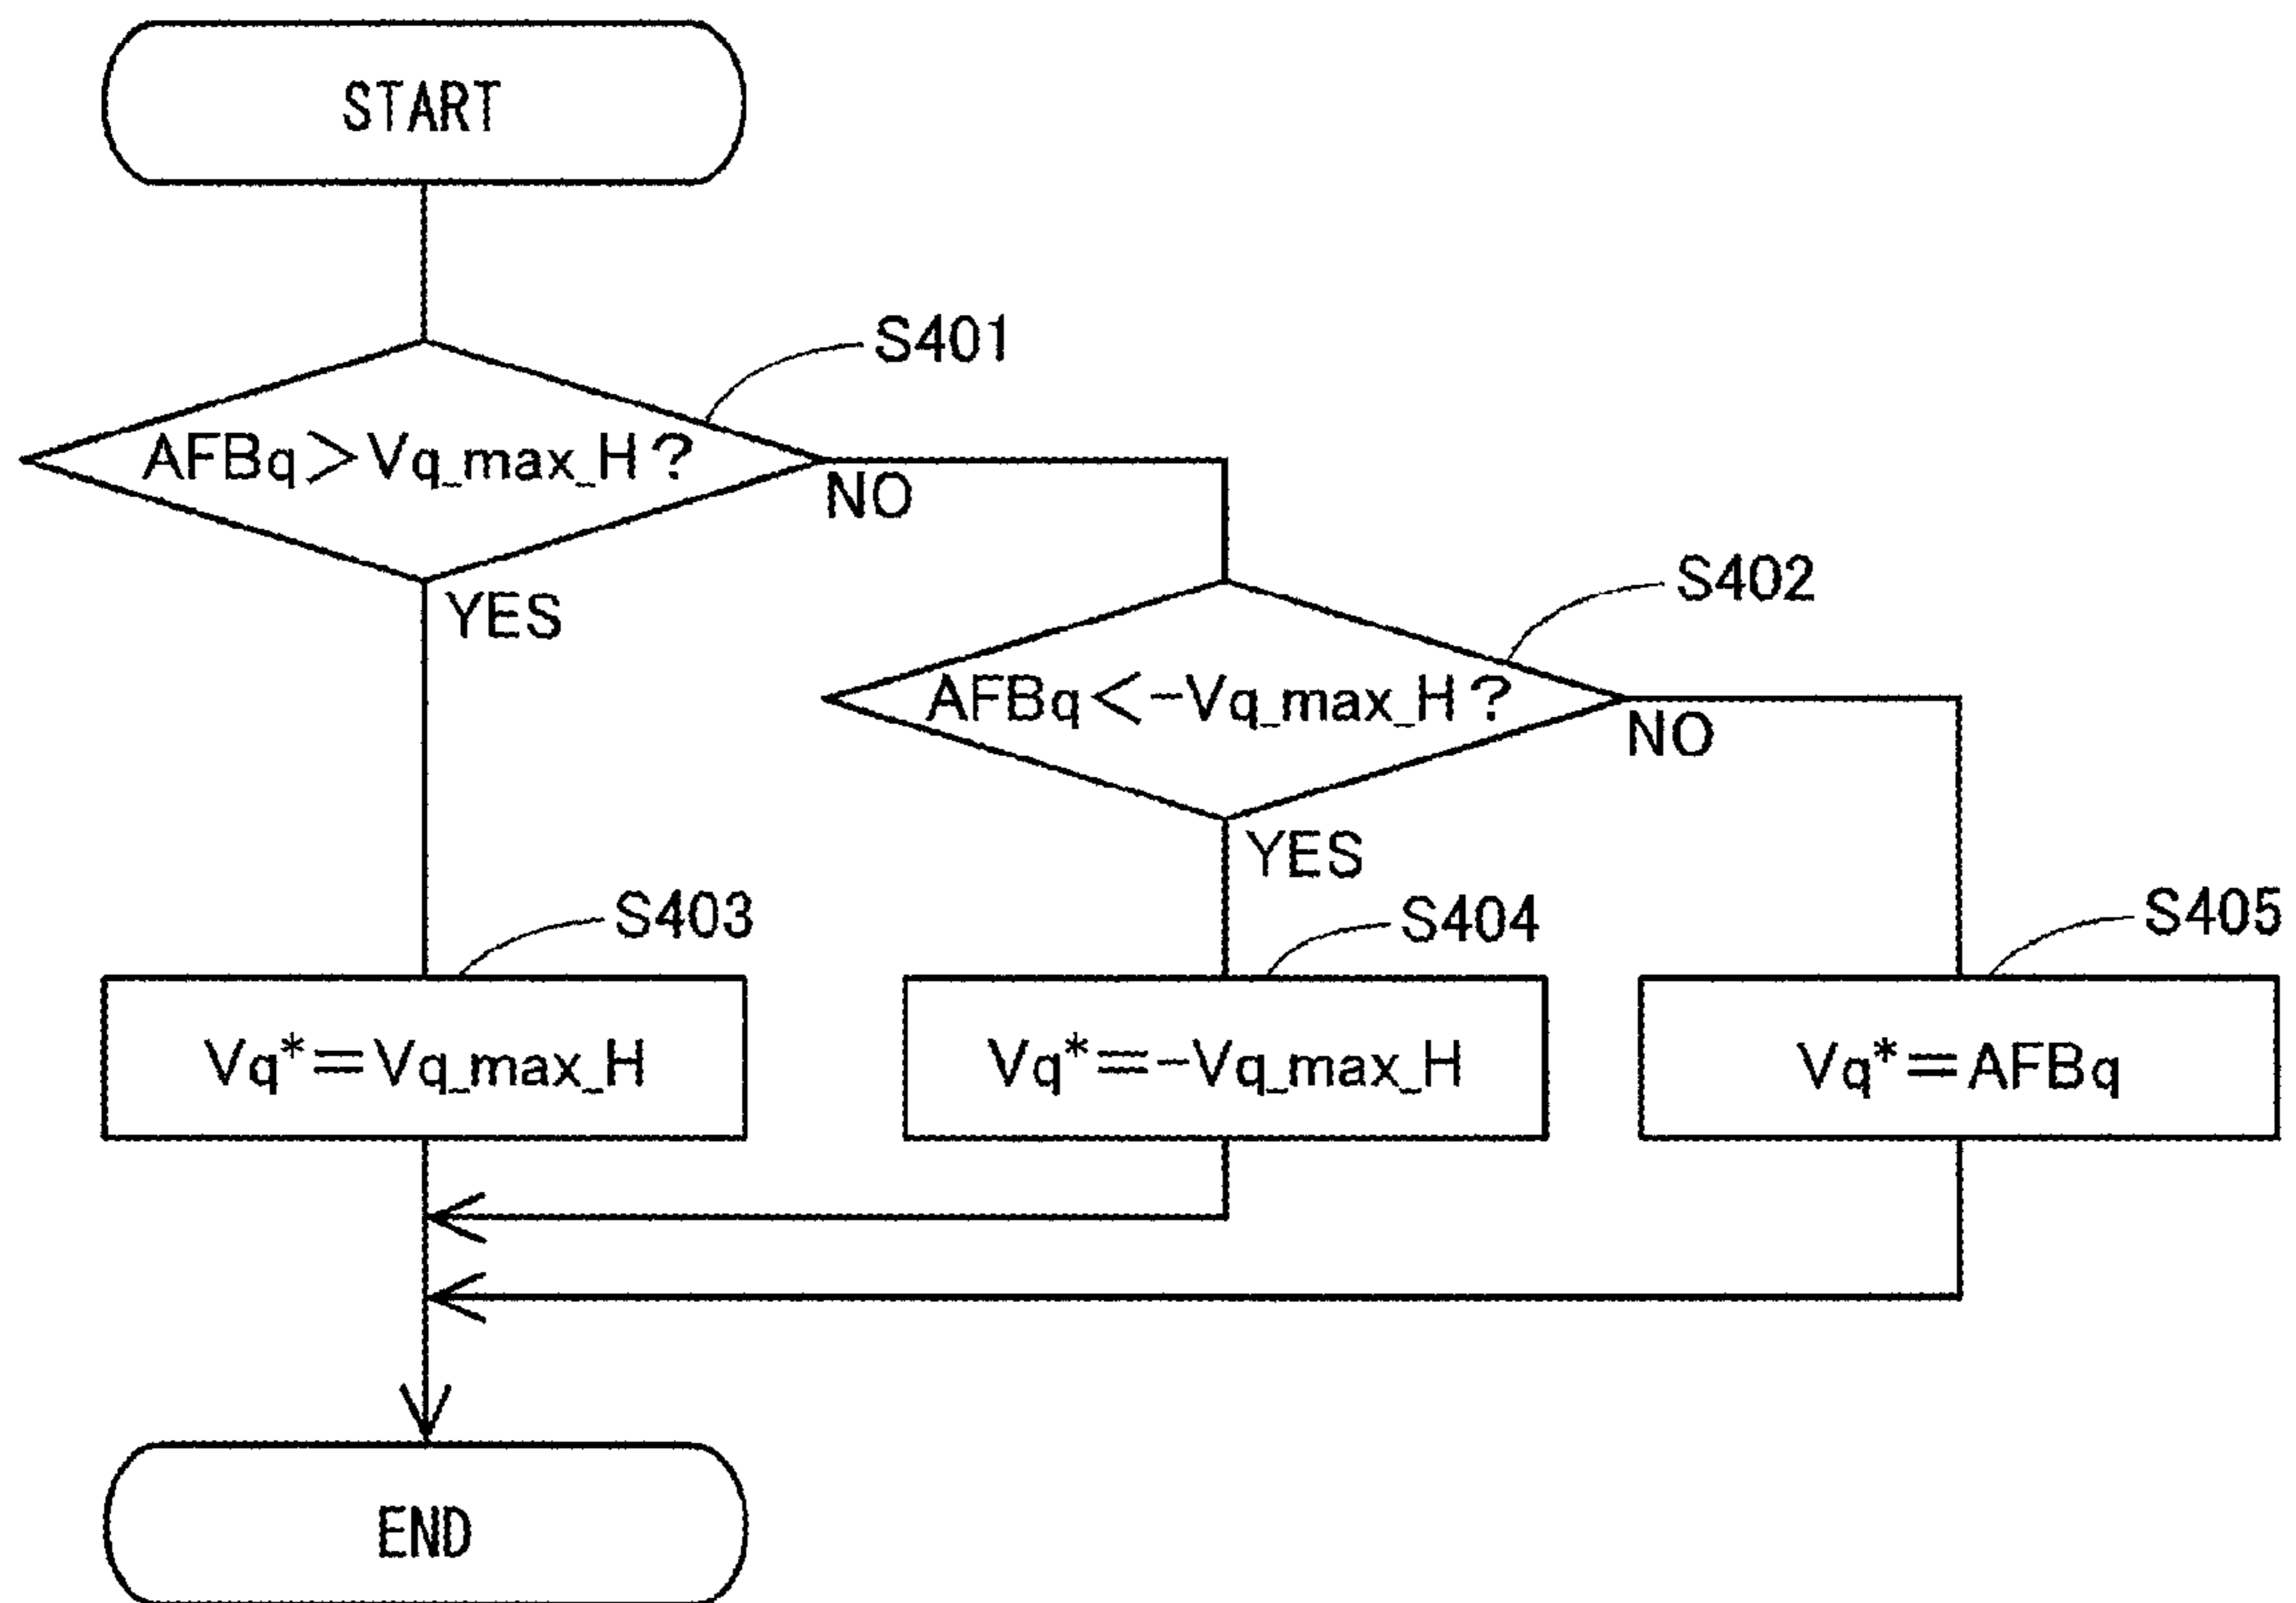 START
S401
AFBq>Vq_max_H?
NO
YES
S402
AFBq<-Vq_max_H?
NO
YES
S403
S404
S405
Vq*=Vq_max_H
Vq*=-Vq_max_H
Vq*=AFBq
END